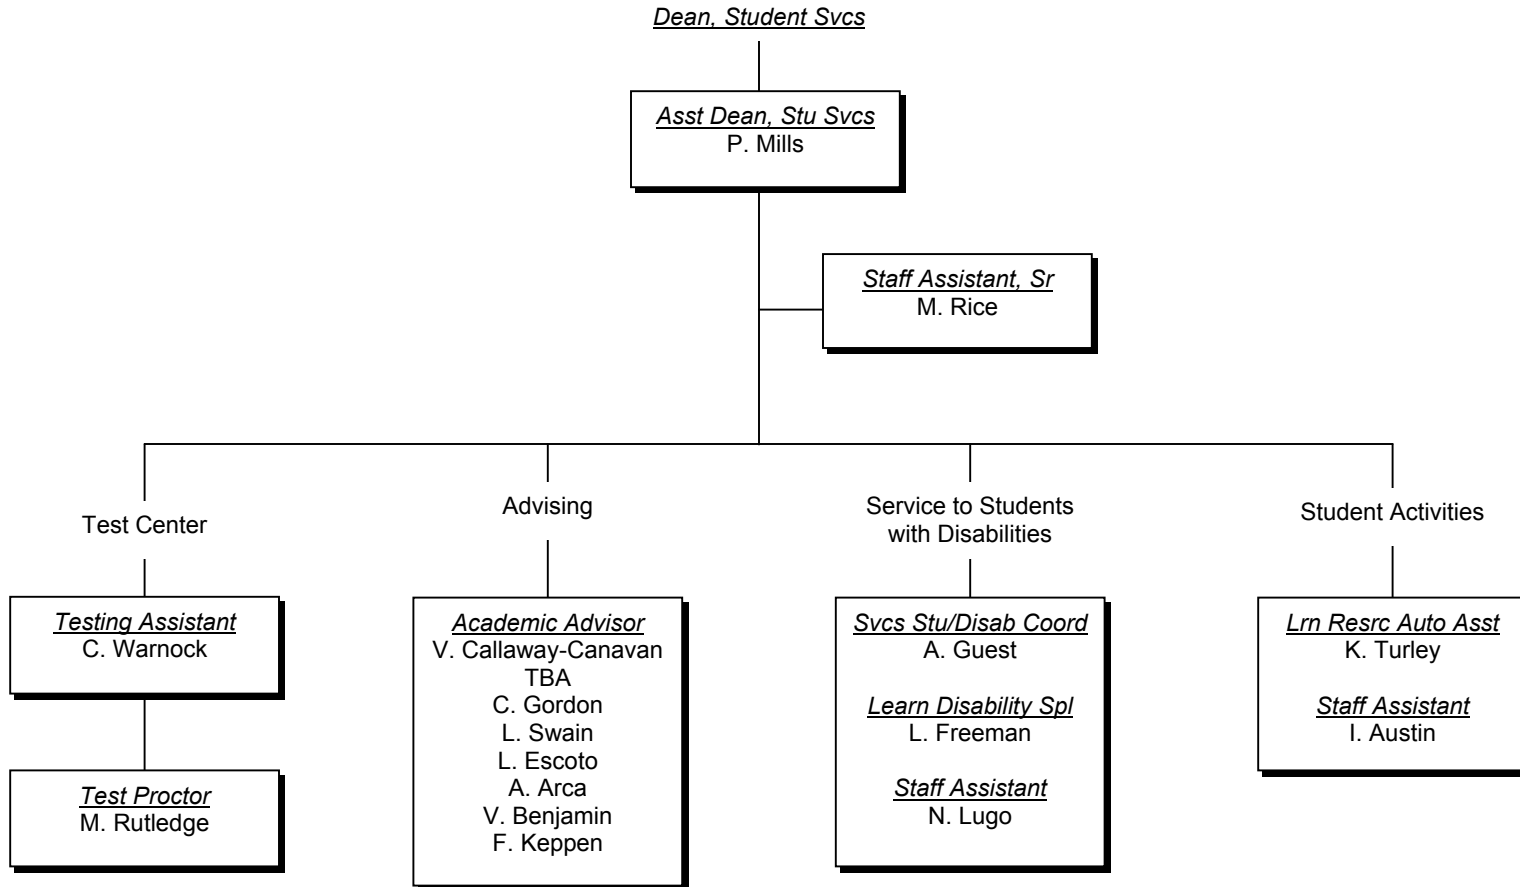 Dean, Student Svcs
Asst Dean, Stu Svcs
P. Mills
Staff Assistant, Sr
M. Rice
Test Center
Testing Assistant
C. Warnock
Test Proctor
M. Rutledge
Advising
Academic Advisor
V. Callaway-Canavan
TBA
C. Gordon
L. Swain
L. Escoto
A. Arca
V. Benjamin
F. Keppen
Service to Students
with Disabilities
Svcs Stu/Disab Coord
A. Guest
Learn Disability Spl
L. Freeman
Staff Assistant
N. Lugo
Student Activities
Lrn Resrc Auto Asst
K. Turley
Staff Assistant
I. Austin